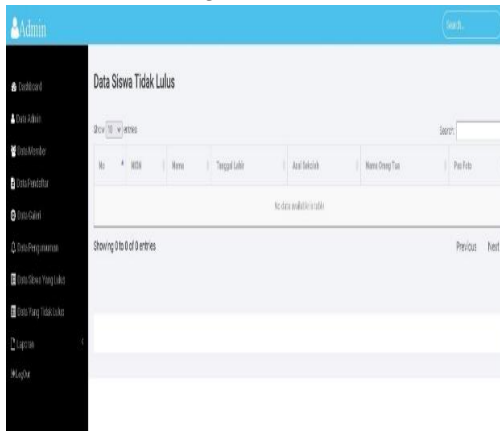 Admin
Search..
Dashboard
Data Admin
Data Member
Data Pendaftar
Data Galeri
Data Pengumuman
Data Siswa Yang Lulus
Data Yang Tidak Lulus
Laporan
LogOut
Data Siswa Tidak Lulus
Show 10 entries
Search:
No NISN Nama Tanggal Lahir Asal Sekolah Nama Orang Tua Pas Foto
No data available in table
Showing 0 to 0 of 0 entries
Previous Next